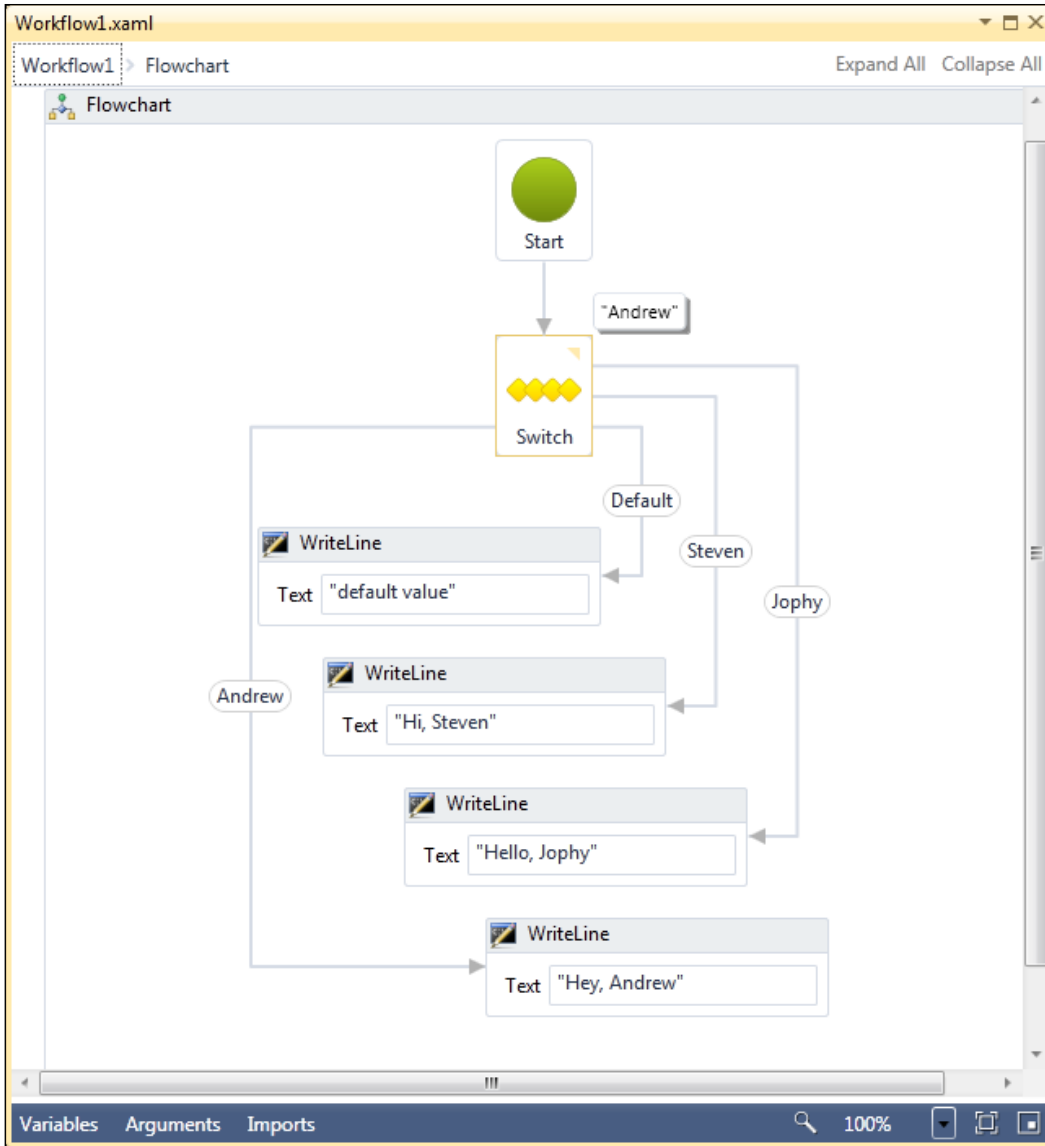 Workflow1.xaml
Workflow1 Flowchart Expand All Collapse All
Flowchart
Start
"Andrew"
Switch
Default
WriteLine
Steven
Text "default value"
Jophy
WriteLine
Andrew
Text "Hi, Steven"
WriteLine
Text "Hello, Jophy"
WriteLine
Text "Hey, Andrew"
Variables Arguments Imports 100%